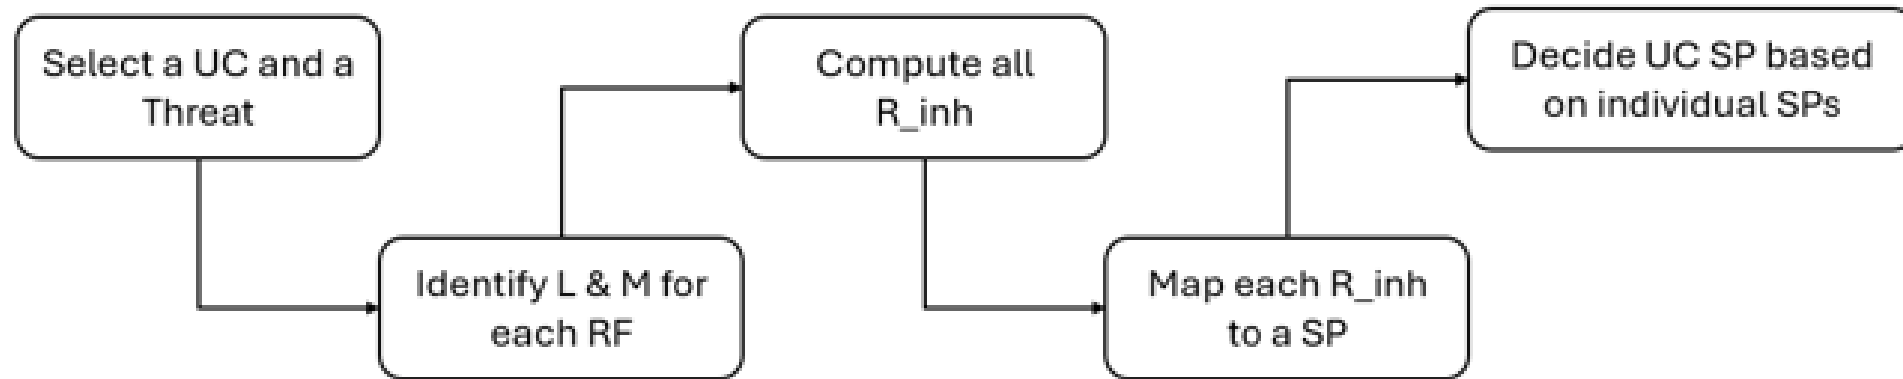 Select a UC and a
Threat
Identify L & M for
each RF
Compute all
R_inh
Map each R_inh
to a SP
Decide UC SP based
on individual SPs